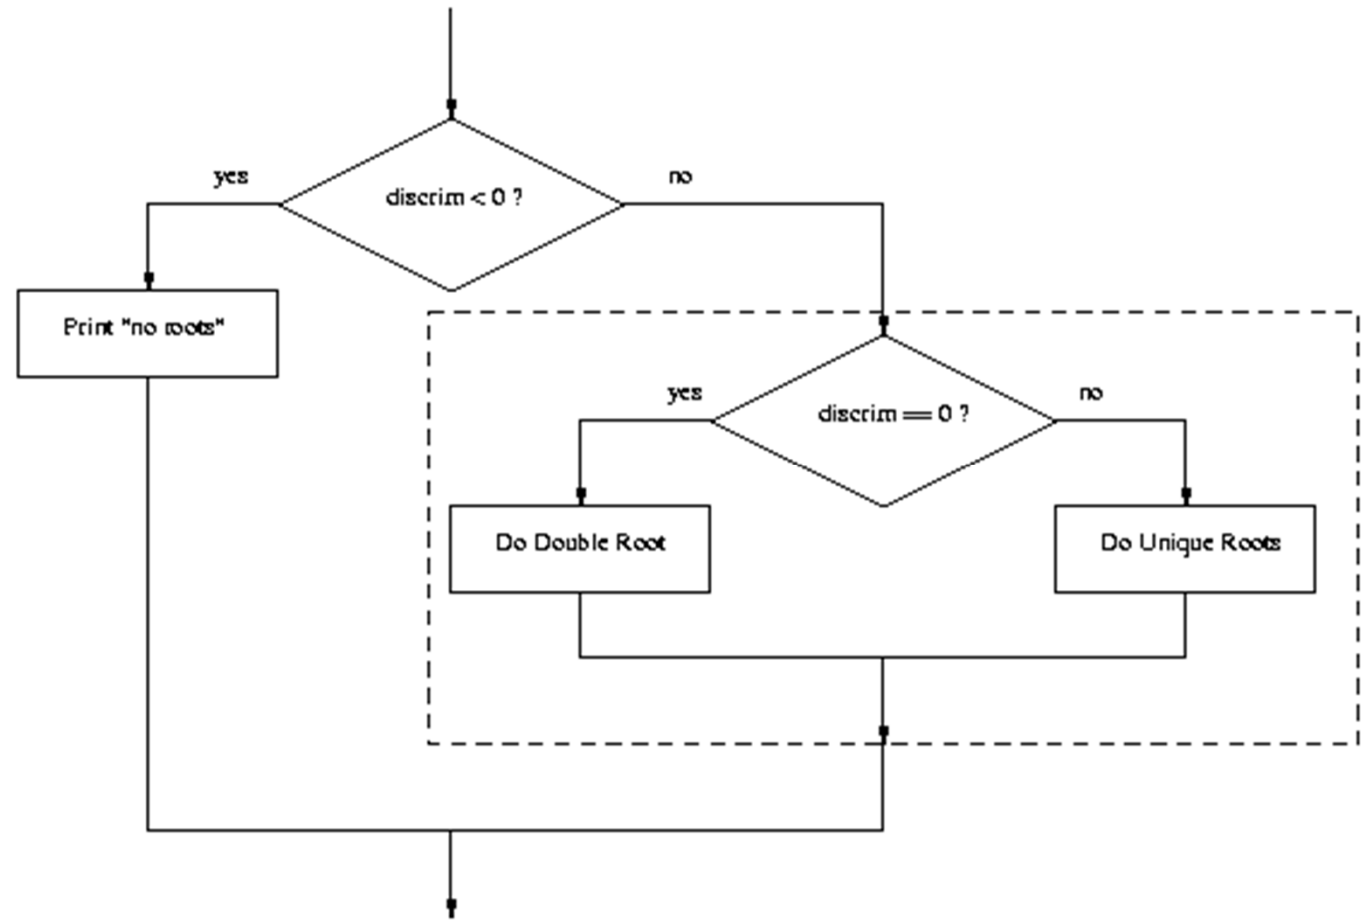 yes
discrim < 0 ?
no
Print "no roots"
yes
discrim == 0 ?
no
Do Double Root
Do Unique Roots